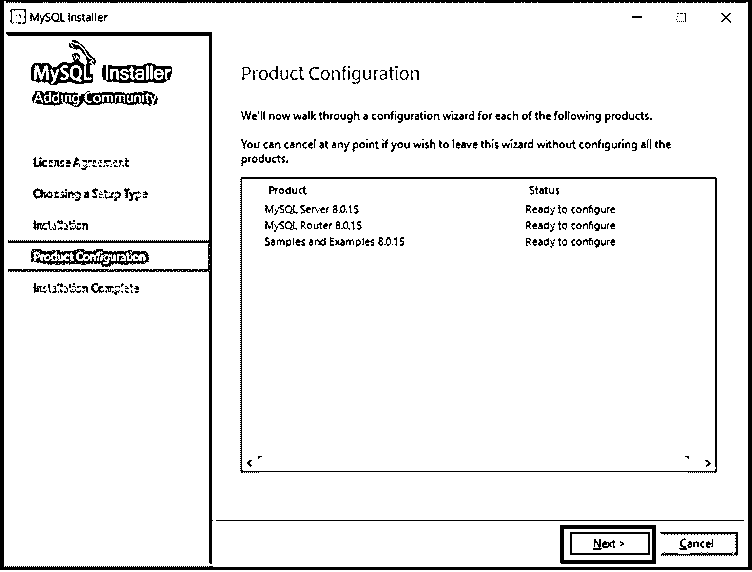 MySQL Installer
MySQL Installer
Adding Community
License Agreement
Choosing a Setup Type
Installation
Product Configuration
Installation Complete
Product Configuration
We'll now walk through a configuration wizard for each of the following products.
You can cancel at any point if you wish to leave this wizard without configuring all the
products.
Product Status
MySQL Server 8.0.15 Ready to configure
MySQL Router 8.0.15 Ready to configure
Samples and Examples 8.0.15 Ready to configure
Next > Cancel